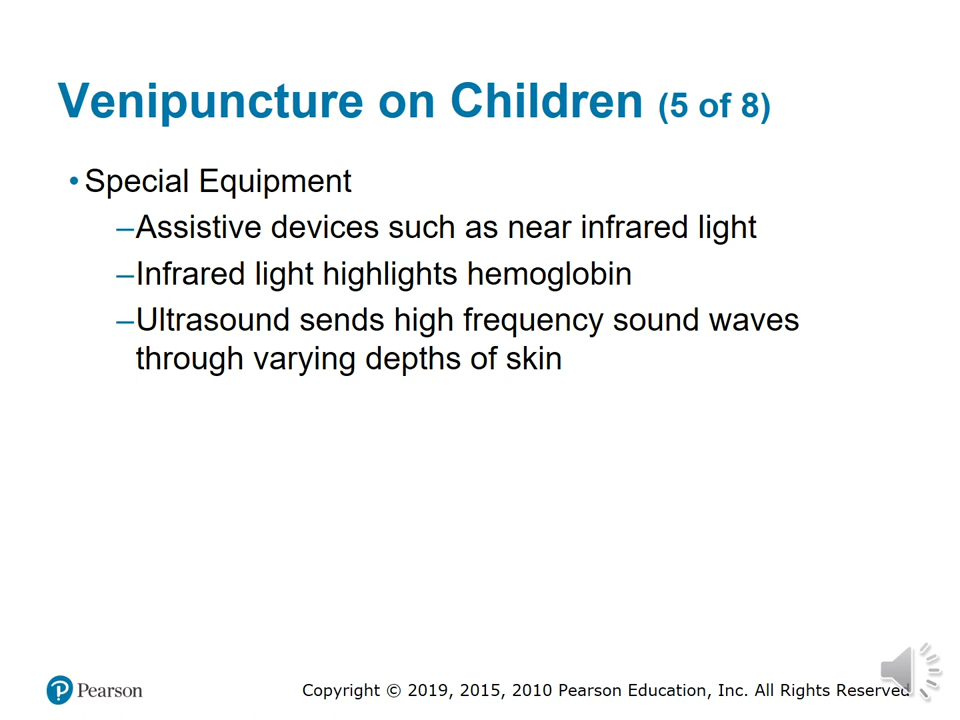 Venipuncture on Children (5 of 8)
• Special Equipment
–Assistive devices such as near infrared light
–Infrared light highlights hemoglobin
–Ultrasound sends high frequency sound waves
through varying depths of skin
Pearson
Copyright © 2019, 2015, 2010 Pearson Education, Inc. All Rights Reserved